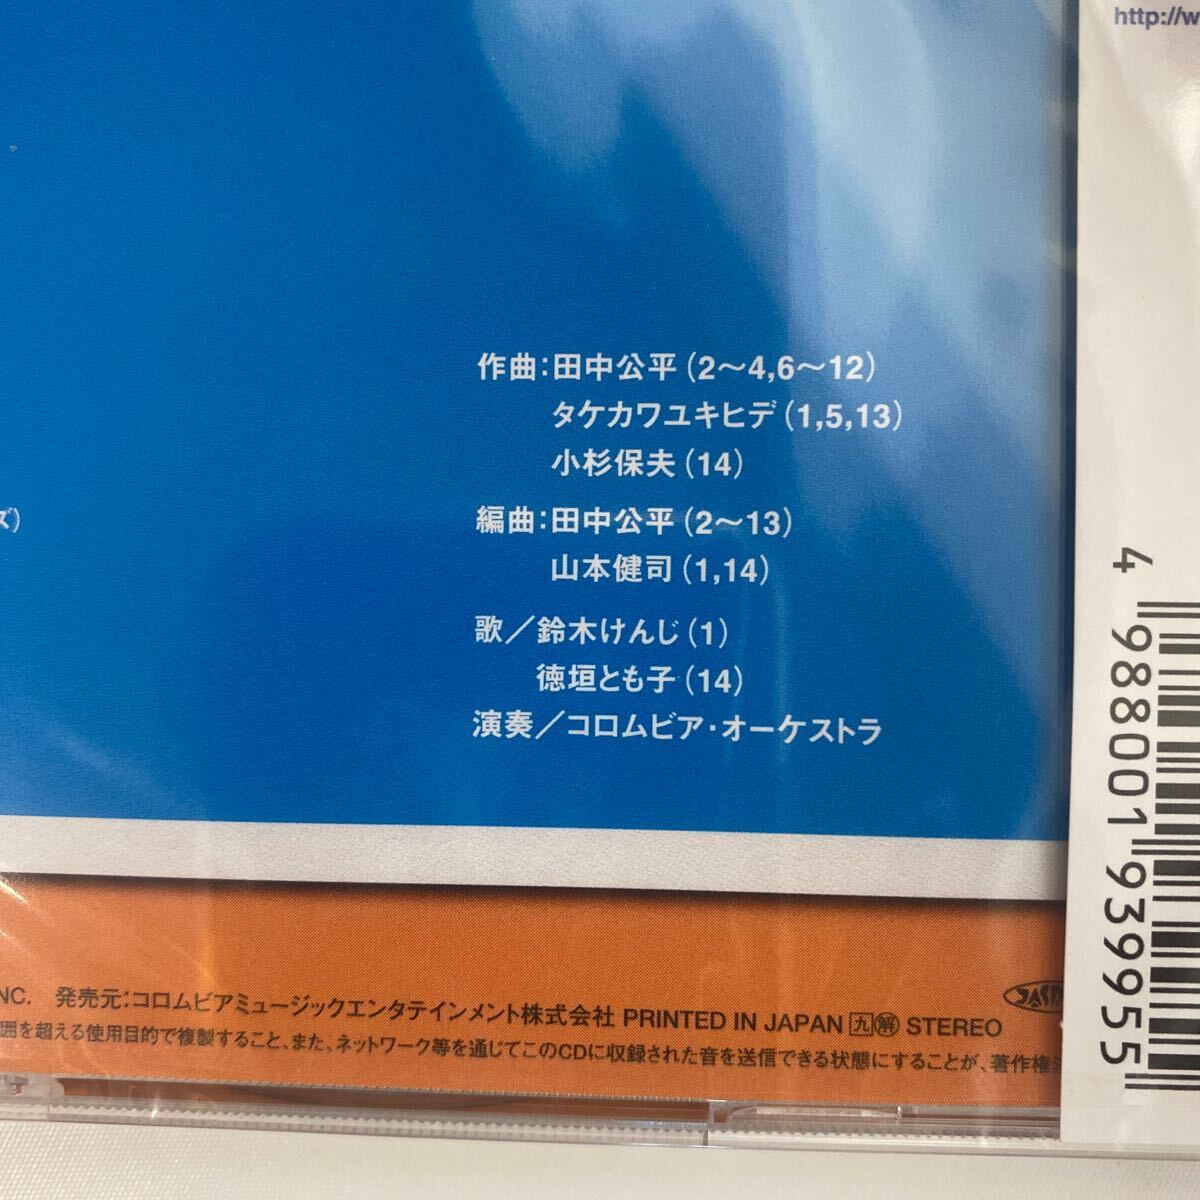 http://w
作曲：田中公平(2〜4,6〜12)
タケカワユキヒデ(1,5,13)
小杉保夫(14)
ズ)
編曲：田中公平(2〜13)
山本健司(1,14)
歌／鈴木けんじ(1)
徳垣とも子(14)
演奏／コロムビア・オーケストラ
NC. 発売元：コロムビアミュージックエンタテインメント株式会社 PRINTED IN JAPAN 九 解 STEREO
囲を超える使用目的で複製すること、また、ネットワーク等を通じてこのCDに収録された音を送信できる状態にすることが、著作権
4 988001 939955